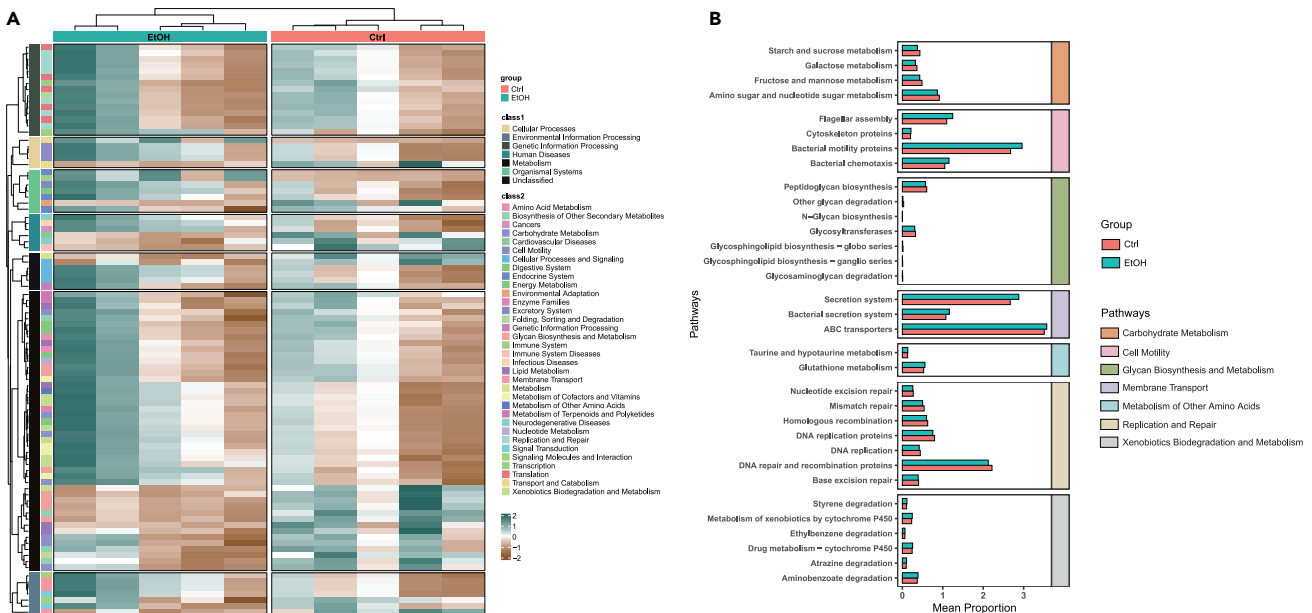 A
EtOH
Ctrl
group
Ctrl
EtOH
class1
Cellular Processes
Environmental Information Processing
Genetic Information Processing
Human Diseases
Metabolism
Organismal Systems
Unclassified
class2
Amino Acid Metabolism
Biosynthesis of Other Secondary Metabolites
Cancers
Carbohydrate Metabolism
Cardiovascular Diseases
Cell Motility
Cellular Processes and Signaling
Digestive System
Endocrine System
Energy Metabolism
Environmental Adaptation
Enzyme Families
Excretory System
Folding, Sorting and Degradation
Genetic Information Processing
Glycan Biosynthesis and Metabolism
Immune System
Immune System Diseases
Infectious Diseases
Lipid Metabolism
Membrane Transport
Metabolism
Metabolism of Cofactors and Vitamins
Metabolism of Other Amino Acids
Metabolism of Terpenoids and Polyketides
Neurodegenerative Diseases
Nucleotide Metabolism
Replication and Repair
Signal Transduction
Signaling Molecules and Interaction
Transcription
Translation
Transport and Catabolism
Xenobiotics Biodegradation and Metabolism
2
1
0
−1
−2
B
Pathways
Starch and sucrose metabolism
Galactose metabolism
Fructose and mannose metabolism
Amino sugar and nucleotide sugar metabolism
Flagellar assembly
Cytoskeleton proteins
Bacterial motility proteins
Bacterial chemotaxis
Peptidoglycan biosynthesis
Other glycan degradation
N−Glycan biosynthesis
Glycosyltransferases
Glycosphingolipid biosynthesis − globo series
Glycosphingolipid biosynthesis − ganglio series
Glycosaminoglycan degradation
Secretion system
Bacterial secretion system
ABC transporters
Taurine and hypotaurine metabolism
Glutathione metabolism
Nucleotide excision repair
Mismatch repair
Homologous recombination
DNA replication proteins
DNA replication
DNA repair and recombination proteins
Base excision repair
Styrene degradation
Metabolism of xenobiotics by cytochrome P450
Ethylbenzene degradation
Drug metabolism − cytochrome P450
Atrazine degradation
Aminobenzoate degradation
0 1 2 3
Mean Proportion
Group
Ctrl
EtOH
Pathways
Carbohydrate Metabolism
Cell Motility
Glycan Biosynthesis and Metabolism
Membrane Transport
Metabolism of Other Amino Acids
Replication and Repair
Xenobiotics Biodegradation and Metabolism